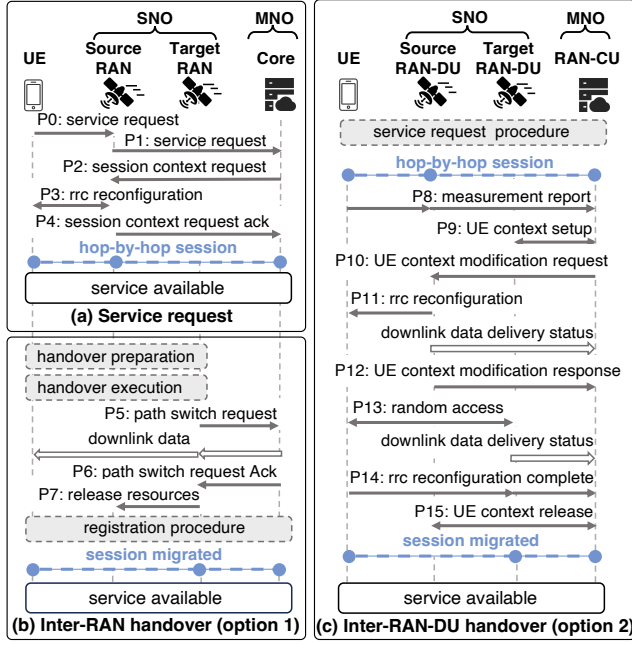 SNO
MNO
UE
Source
RAN
Target
RAN
Core
P0: service request
P1: service request
P2: session context request
P3: rrc reconfiguration
P4: session context request ack
hop-by-hop session
service available
(a) Service request
handover preparation
handover execution
P5: path switch request
downlink data
P6: path switch request Ack
P7: release resources
registration procedure
session migrated
service available
(b) Inter-RAN handover (option 1)
SNO
MNO
UE
Source
RAN-DU
Target
RAN-DU
RAN-CU
service request procedure
hop-by-hop session
P8: measurement report
P9: UE context setup
P10: UE context modification request
P11: rrc reconfiguration
downlink data delivery status
P12: UE context modification response
P13: random access
downlink data delivery status
P14: rrc reconfiguration complete
P15: UE context release
session migrated
service available
(c) Inter-RAN-DU handover (option 2)